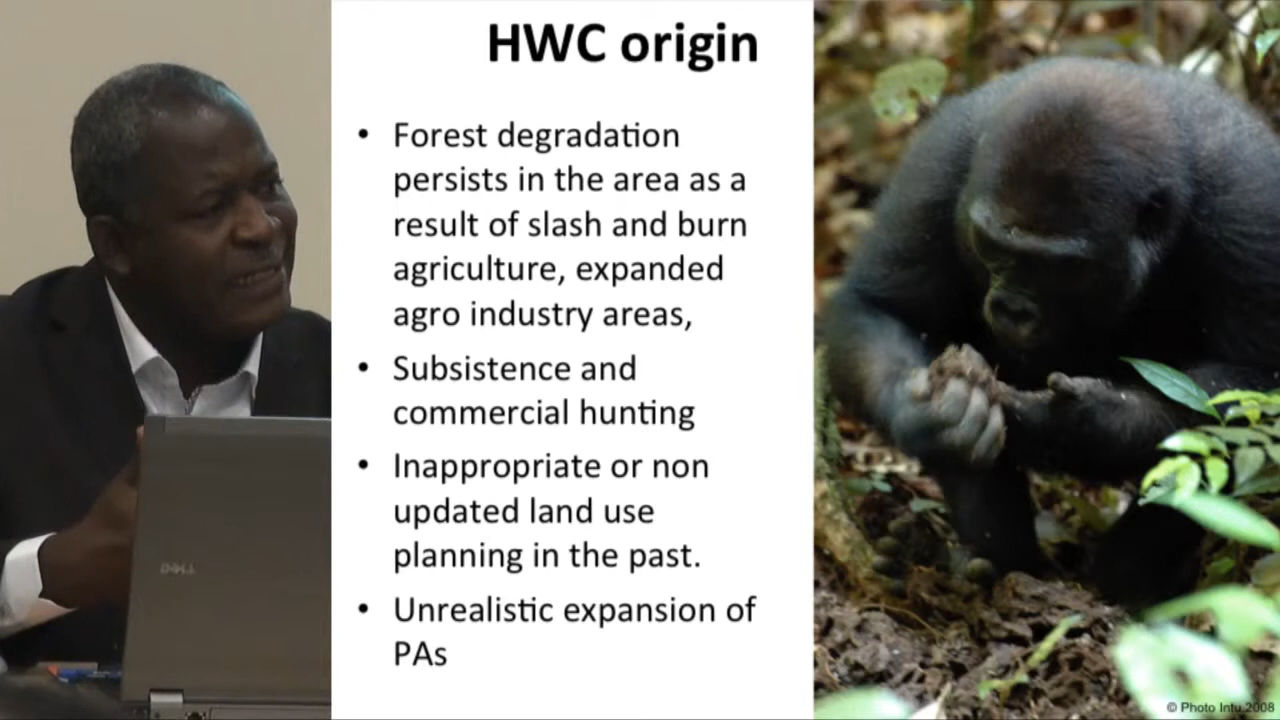 HWC origin
• Forest degradation
persists in the area as a
result of slash and burn
agriculture, expanded
agro industry areas,
• Subsistence and
commercial hunting
• Inappropriate or non
updated land use
planning in the past.
• Unrealistic expansion of
PAs
DELL
© Photo Intu 2008